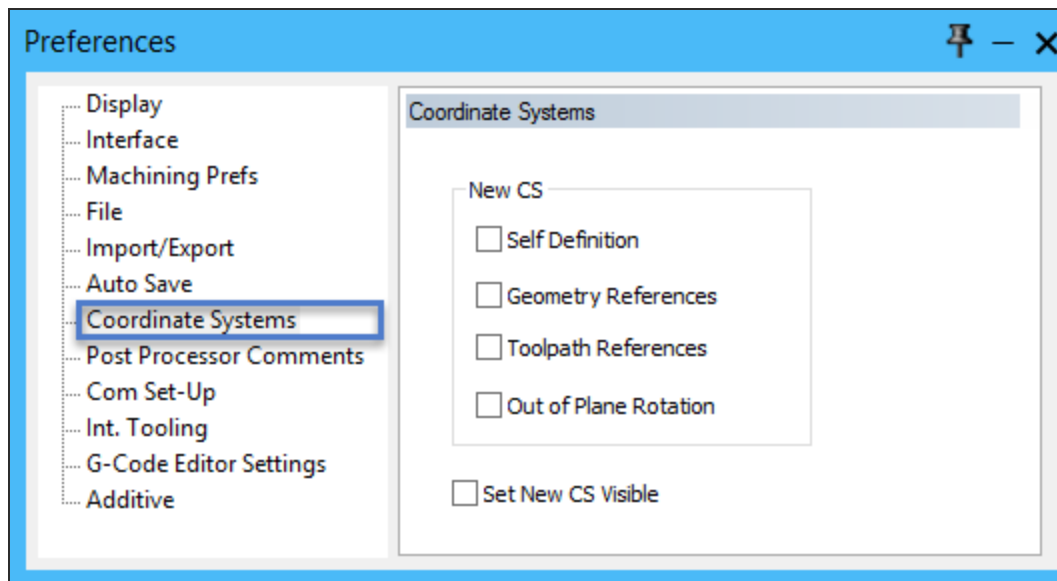 Preferences
Display
Interface
Machining Prefs
File
Import/Export
Auto Save
Coordinate Systems
Post Processor Comments
Com Set-Up
Int. Tooling
G-Code Editor Settings
Additive
Coordinate Systems
New CS
Self Definition
Geometry References
Toolpath References
Out of Plane Rotation
Set New CS Visible